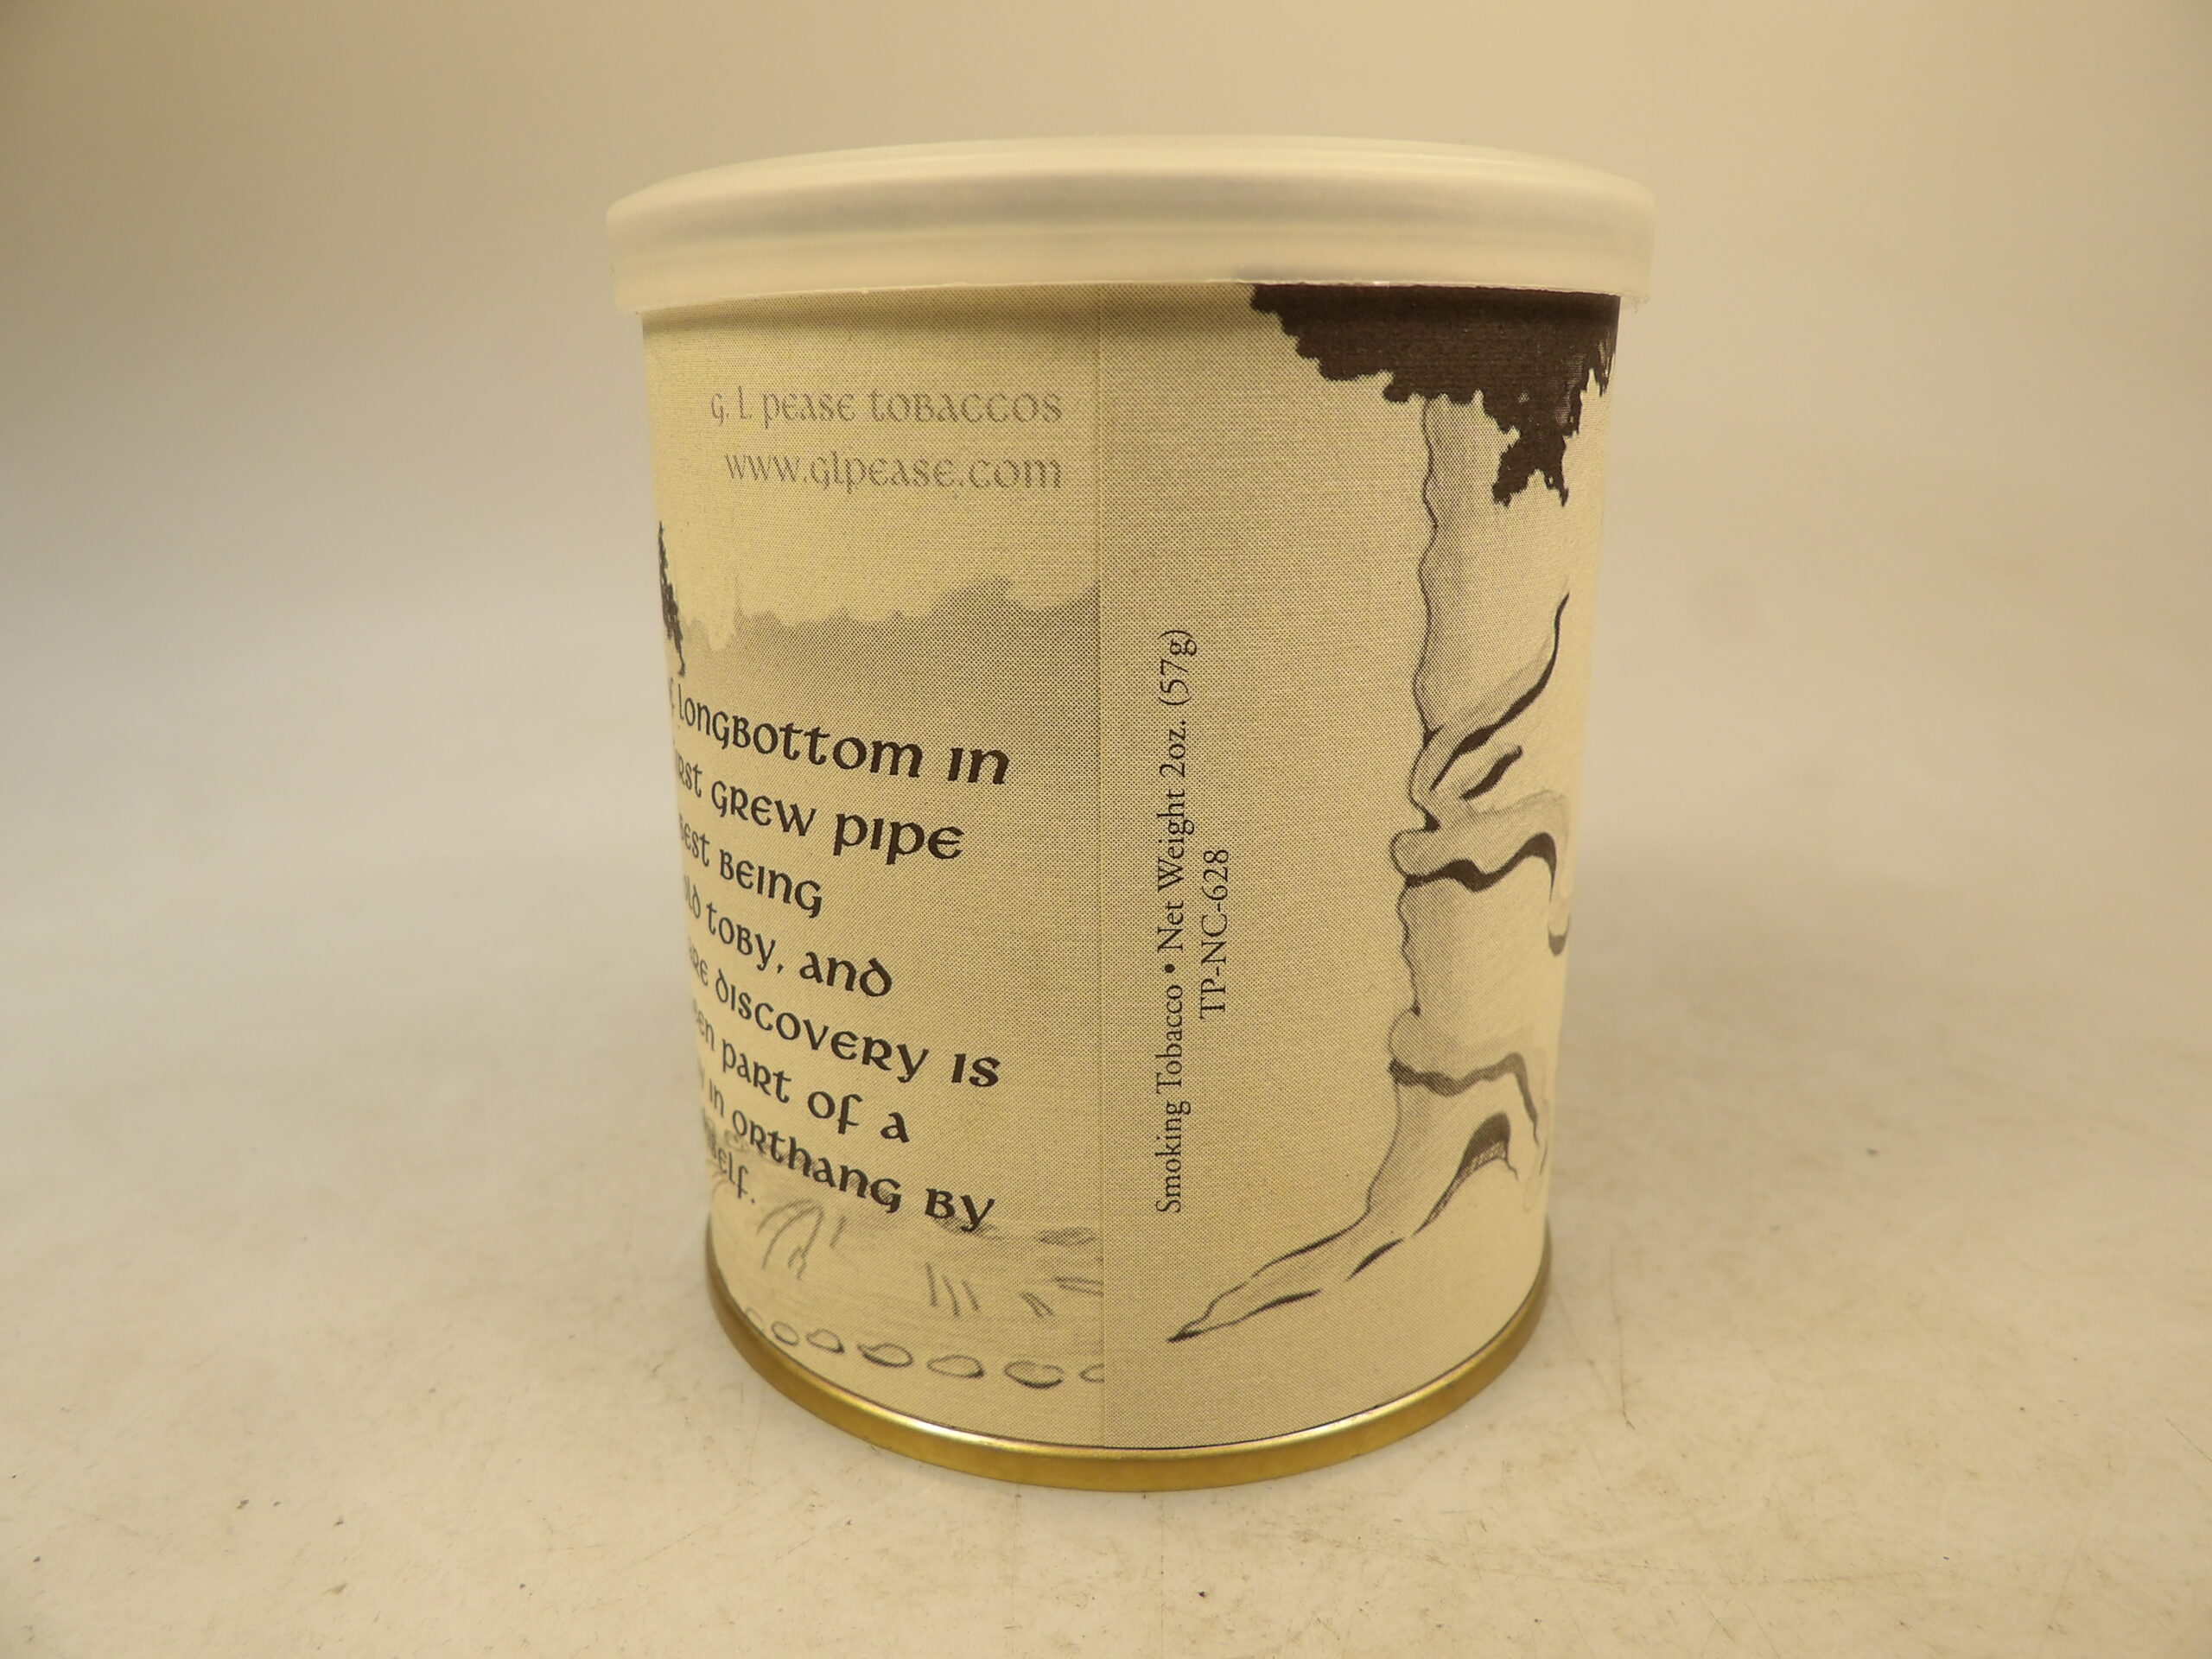 g. l. pease tobaccos
www.glpease.com
longbottom in
grew pipe
being
toby, and
discovery is
part of a
in orthang by
Smoking Tobacco • Net Weight 2oz. (57g)
TP-NC-628